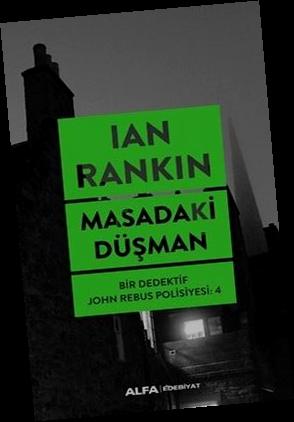 IAN
RANKIN
MASADAKİ
DÜŞMAN
BİR DEDEKTİF
JOHN REBUS POLİSİYESİ: 4
ALFA | EDEBİYAT